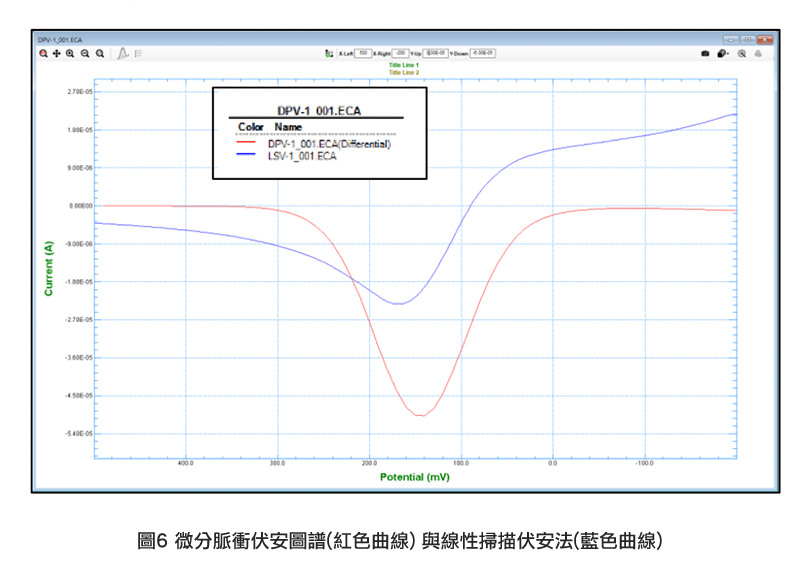 DPV-1_001.ECA
X-Left 500 X-Right -200 Y-Up Y-Down -6.00E-05
Title Line 1
Title Line 2
DPV-1_001.ECA
Color Name
DPV-1_001.ECA(Differential)
LSV-1_001.ECA
2.70E-05
1.80E-05
9.00E-06
0.00E00
-9.00E-06
-1.80E-05
-2.70E-05
-3.60E-05
-4.50E-05
-5.40E-05
Current (A)
400.0 300.0 200.0 100.0 0.0 -100.0
Potential (mV)
圖6 微分脈衝伏安圖譜(紅色曲線) 與線性掃描伏安法(藍色曲線)